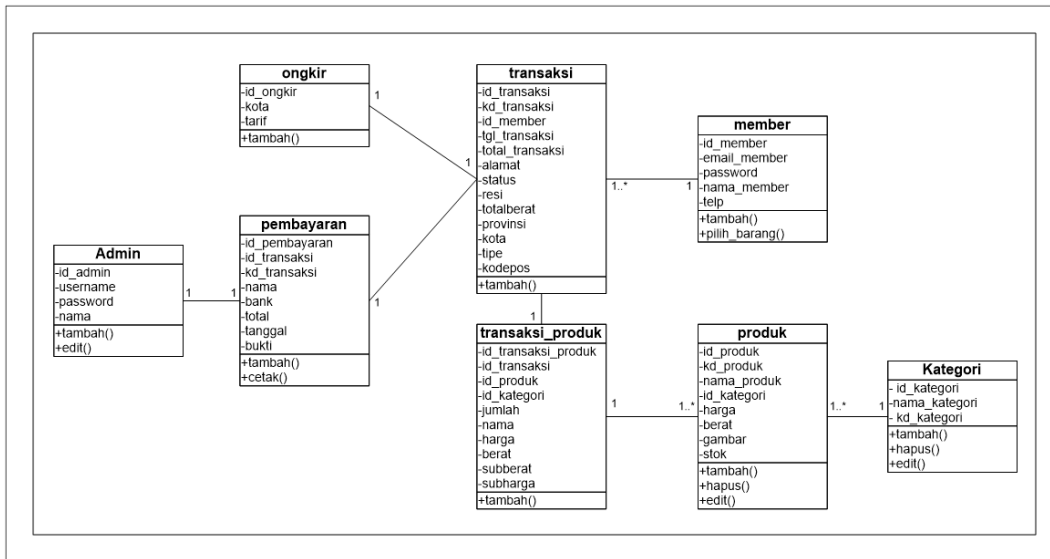 ongkir
-id_ongkir
-kota
-tarif
+tambah()
1
transaksi
-id_transaksi
-kd_transaksi
-id_member
-tgl_transaksi
-total_transaksi
-alamat
-status
-resi
-totalberat
-provinsi
-kota
-tipe
-kodepos
+tambah()
1
1..*
1
member
-id_member
-email_member
-password
-nama_member
-telp
+tambah()
+pilih_barang()
Admin
-id_admin
-username
-password
-nama
+tambah()
+edit()
1
1
pembayaran
-id_pembayaran
-id_transaksi
-kd_transaksi
-nama
-bank
-total
-tanggal
-bukti
+tambah()
+cetak()
1
1
transaksi_produk
-id_transaksi_produk
-id_transaksi
-id_produk
-id_kategori
-jumlah
-nama
-harga
-berat
-subberat
-subharga
+tambah()
1
1..*
produk
-id_produk
-kd_produk
-nama_produk
-id_kategori
-harga
-berat
-gambar
-stok
+tambah()
+hapus()
+edit()
1..*
1
Kategori
- id_kategori
-nama_kategori
- kd_kategori
+tambah()
+hapus()
+edit()